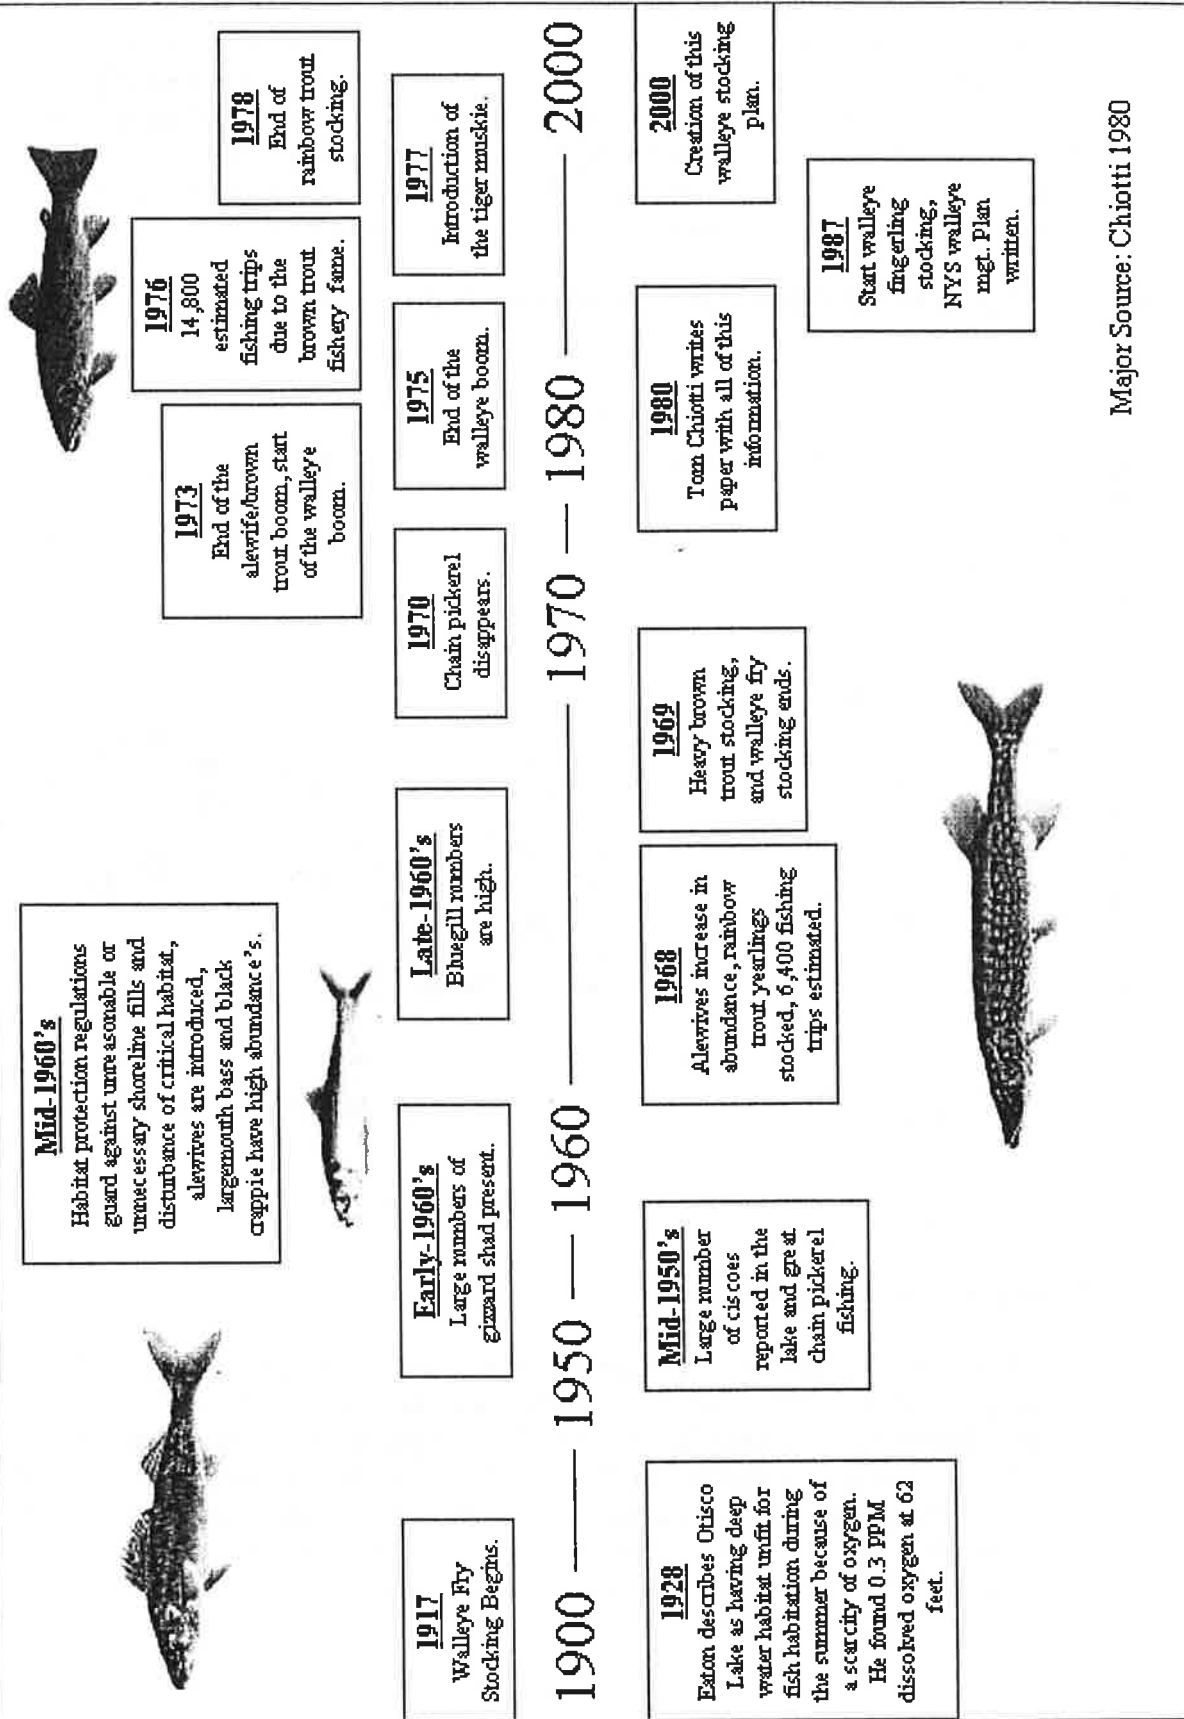 Mid-1960's
Habitat protection regulations
guard against unreasonable or
unnecessary shoreline fills and
disturbance of critical habitat,
alewives are introduced,
largemouth bass and black
crappie have high abundance's.
1973
End of the
alewife/brown
trout boom, start
of the walleye
boom.
1976
14,800
estimated
fishing trips
due to the
brown trout
fishery fame.
1978
End of
rainbow trout
stocking.
1917
Walleye Fry
Stocking Begins.
Early-1960's
Large numbers of
gizzard shad present.
Late-1960's
Bluegill numbers
are high.
1970
Chain pickerel
disappears.
1975
End of the
walleye boom.
1977
Introduction of
the tiger muskie.
1900 — 1950 — 1960 — 1970 — 1980 — 2000
1928
Eaton describes Otisco
Lake as having deep
water habitat unfit for
fish habitation during
the summer because of
a scarcity of oxygen.
He found 0.3 PPM
dissolved oxygen at 62
feet.
Mid-1950's
Large number
of ciscoes
reported in the
lake and great
chain pickerel
fishing.
1968
Alewives increase in
abundance, rainbow
trout yearlings
stocked, 6,400 fishing
trips estimated.
1969
Heavy brown
trout stocking,
and walleye fry
stocking ends.
1980
Tom Chiotti writes
paper with all of this
information.
1987
Start walleye
fingerling
stocking,
NYS walleye
mgt. Plan
written.
2000
Creation of this
walleye stocking
plan.
Major Source: Chiotti 1980